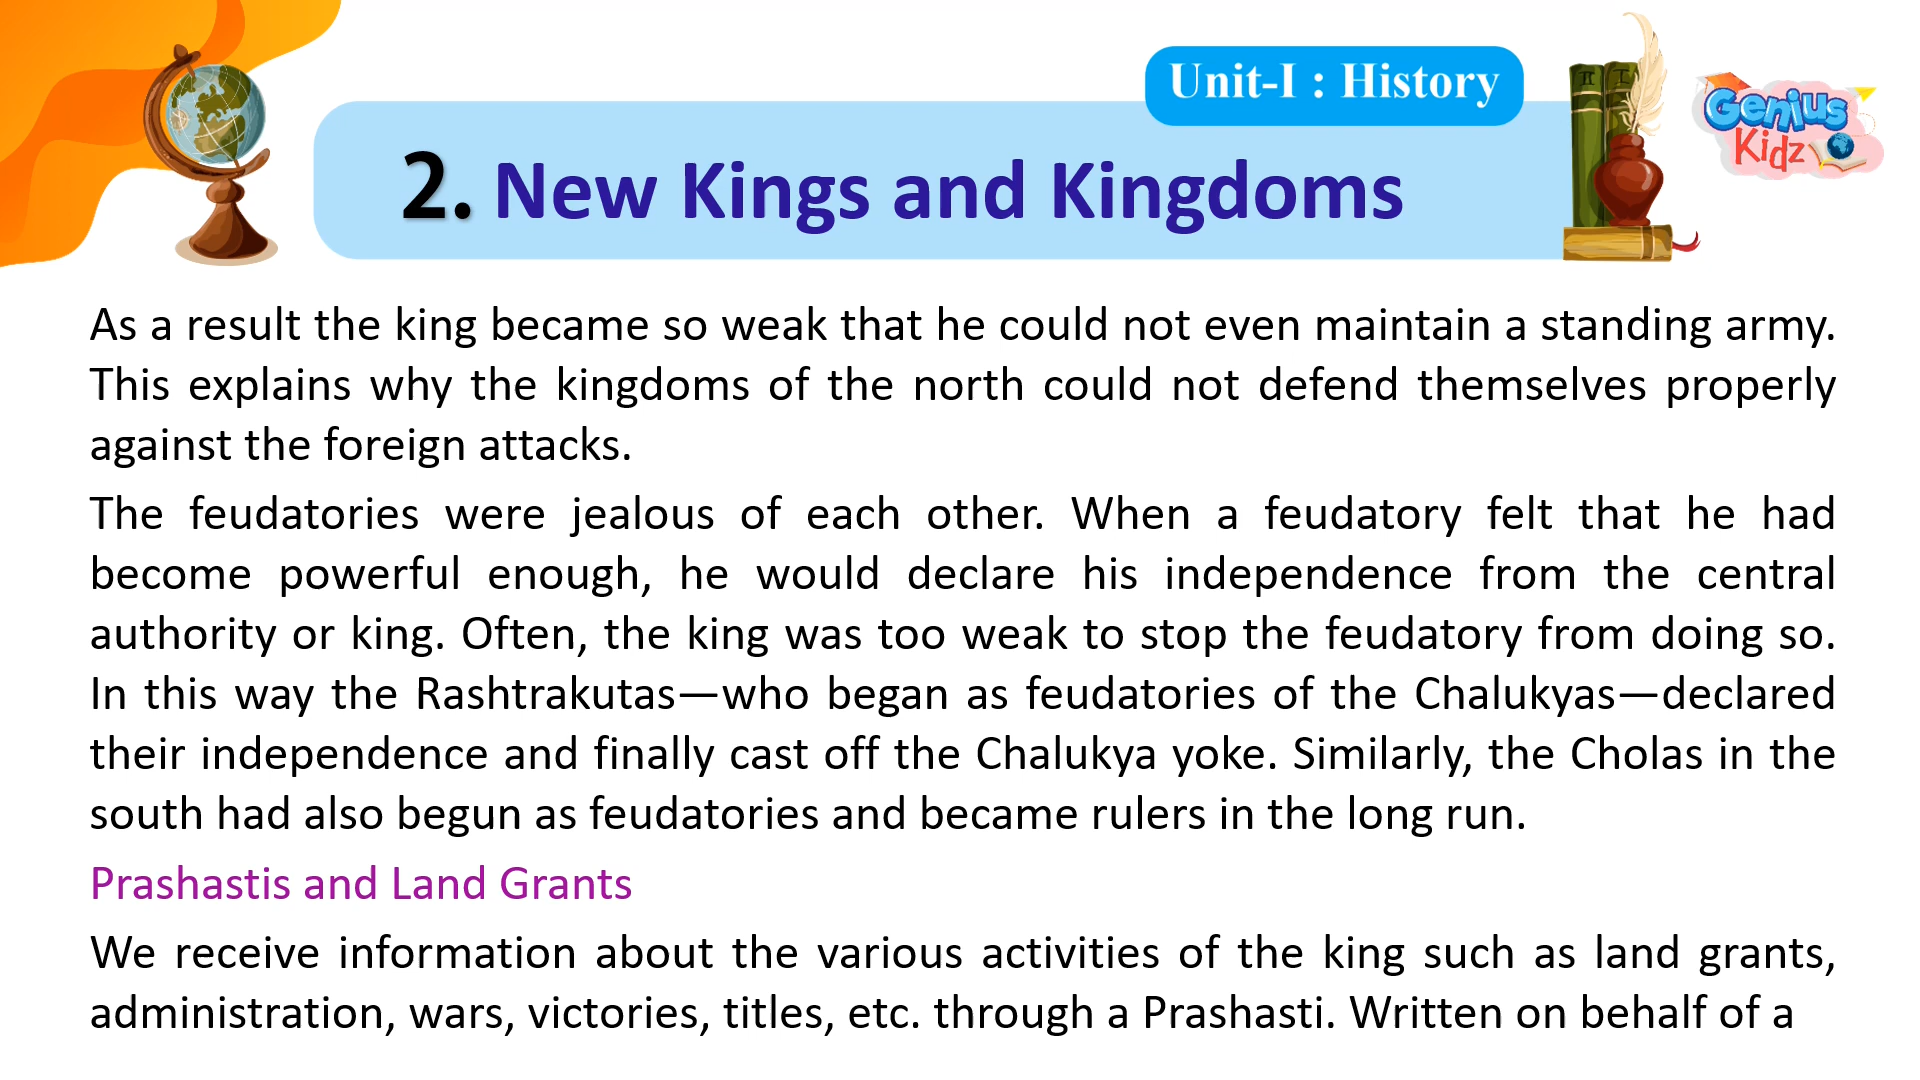 Unit-I : History
Genius
Kidz
2. New Kings and Kingdoms
As a result the king became so weak that he could not even maintain a standing army.
This explains why the kingdoms of the north could not defend themselves properly
against the foreign attacks.
The feudatories were jealous of each other. When a feudatory felt that he had
become powerful enough, he would declare his independence from the central
authority or king. Often, the king was too weak to stop the feudatory from doing so.
In this way the Rashtrakutas—who began as feudatories of the Chalukyas—declared
their independence and finally cast off the Chalukya yoke. Similarly, the Cholas in the
south had also begun as feudatories and became rulers in the long run.
Prashastis and Land Grants
We receive information about the various activities of the king such as land grants,
administration, wars, victories, titles, etc. through a Prashasti. Written on behalf of a